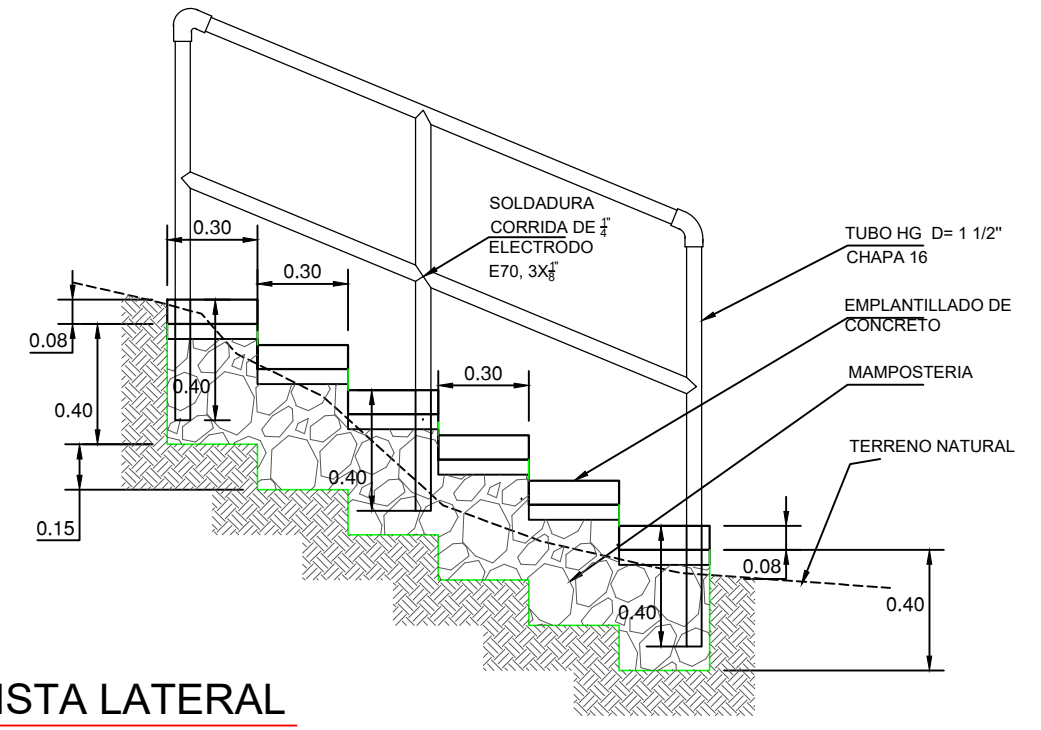 SOLDADURA
CORRIDA DE 1/4"
ELECTRODO
E70, 3X1/8"
TUBO HG D= 1 1/2"
CHAPA 16
EMPLANTILLADO DE
CONCRETO
MAMPOSTERIA
TERRENO NATURAL
0.30
0.30
0.30
0.08
0.40
0.15
0.40
0.40
0.40
0.08
0.40
ISTA LATERAL